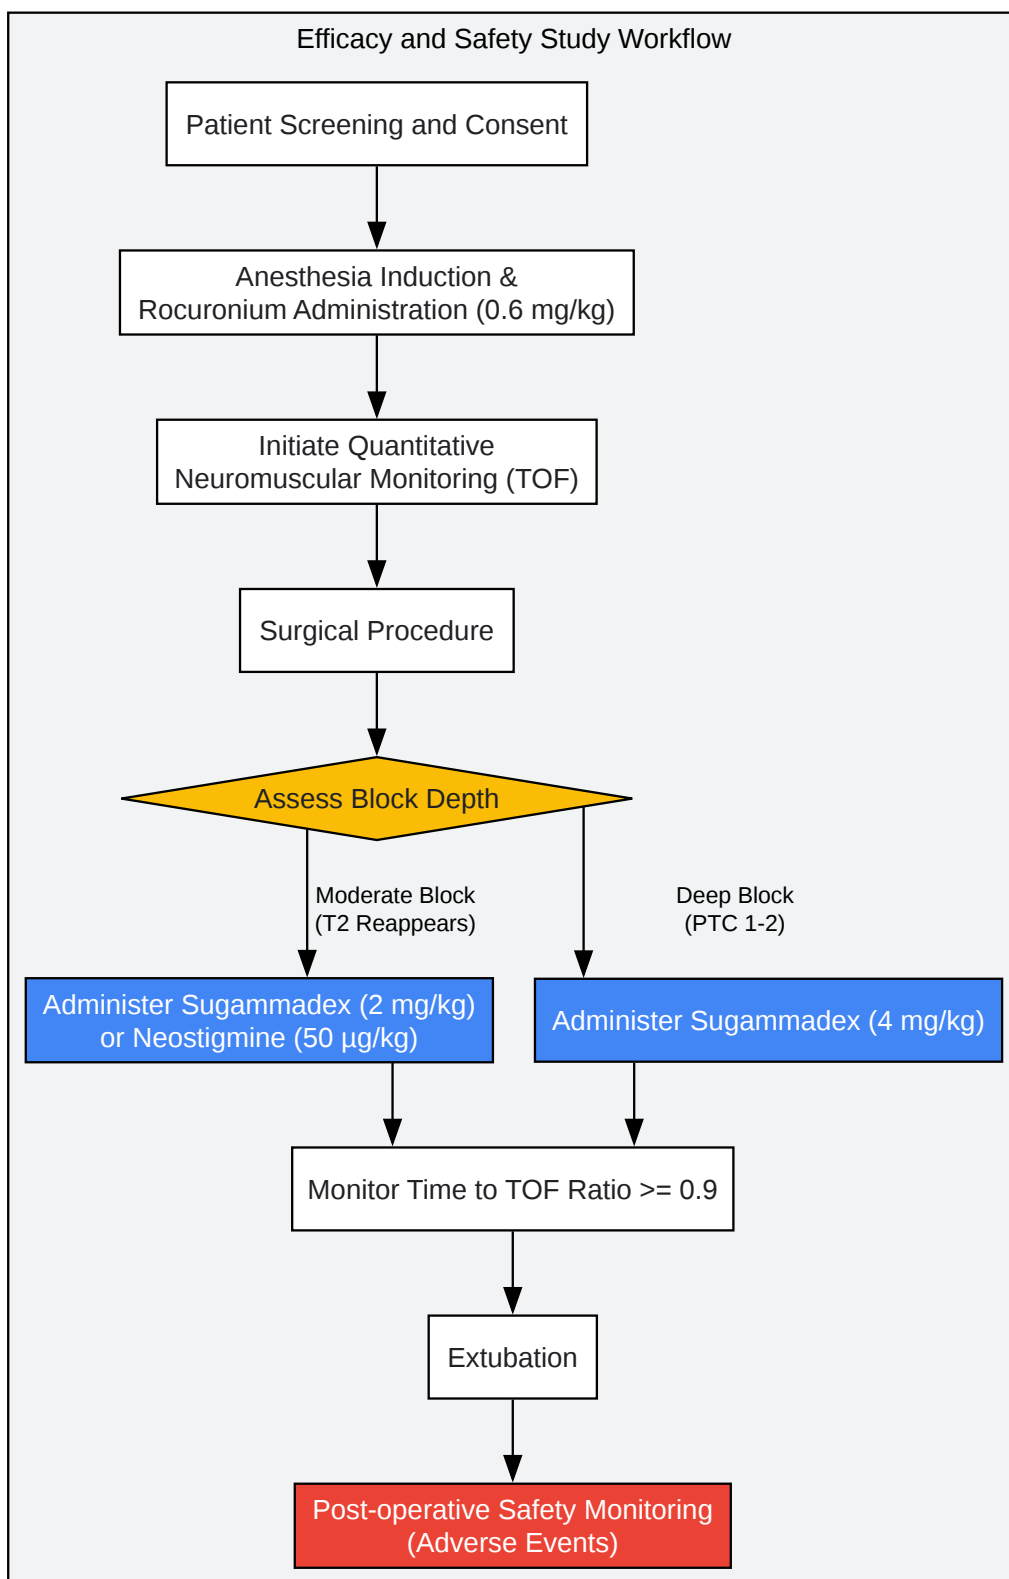 Efficacy and Safety Study Workflow
Patient Screening and Consent
Anesthesia Induction &
Rocuronium Administration (0.6 mg/kg)
Initiate Quantitative
Neuromuscular Monitoring (TOF)
Surgical Procedure
Assess Block Depth
Moderate Block
(T2 Reappears)
Deep Block
(PTC 1-2)
Administer Sugammadex (2 mg/kg)
or Neostigmine (50 µg/kg)
Administer Sugammadex (4 mg/kg)
Monitor Time to TOF Ratio >= 0.9
Extubation
Post-operative Safety Monitoring
(Adverse Events)